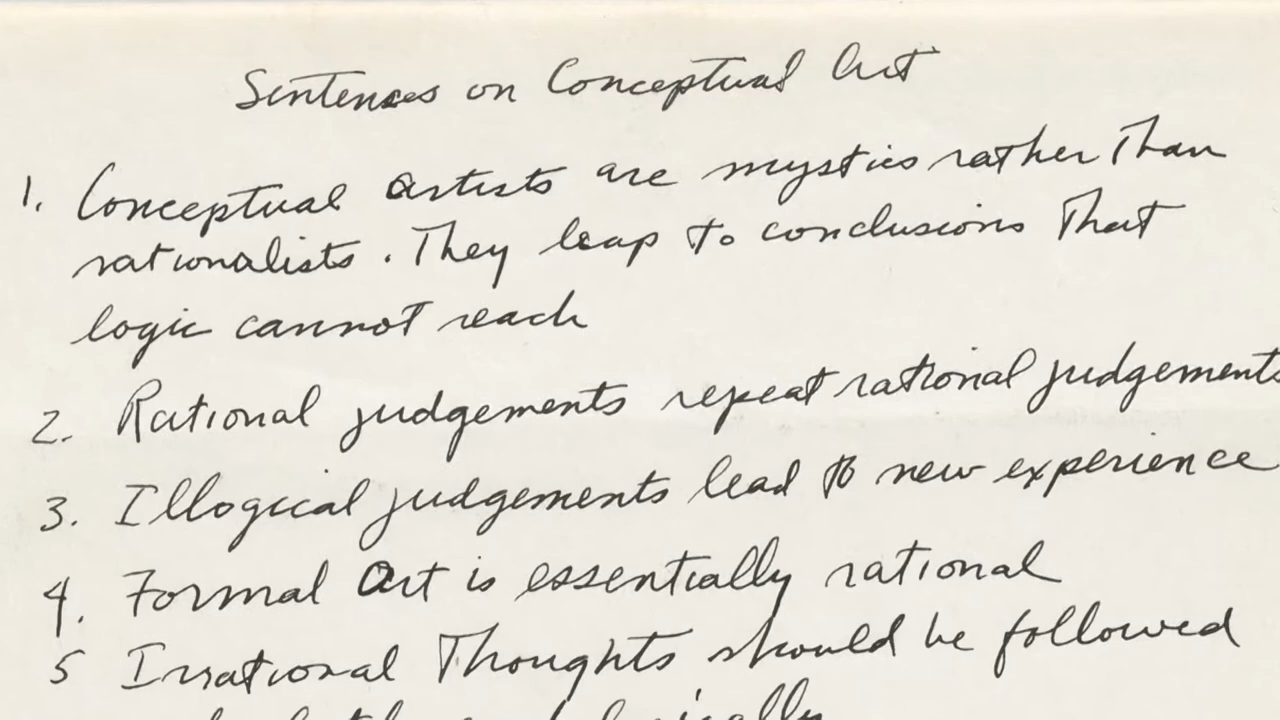 Sentences on Conceptual Art
1. Conceptual artists are mystics rather than
rationalists. They leap to conclusions that
logic cannot reach
2. Rational judgements repeat rational judgements
3. Illogical judgements lead to new experience
4. Formal art is essentially rational
5 Irrational Thoughts should be followed